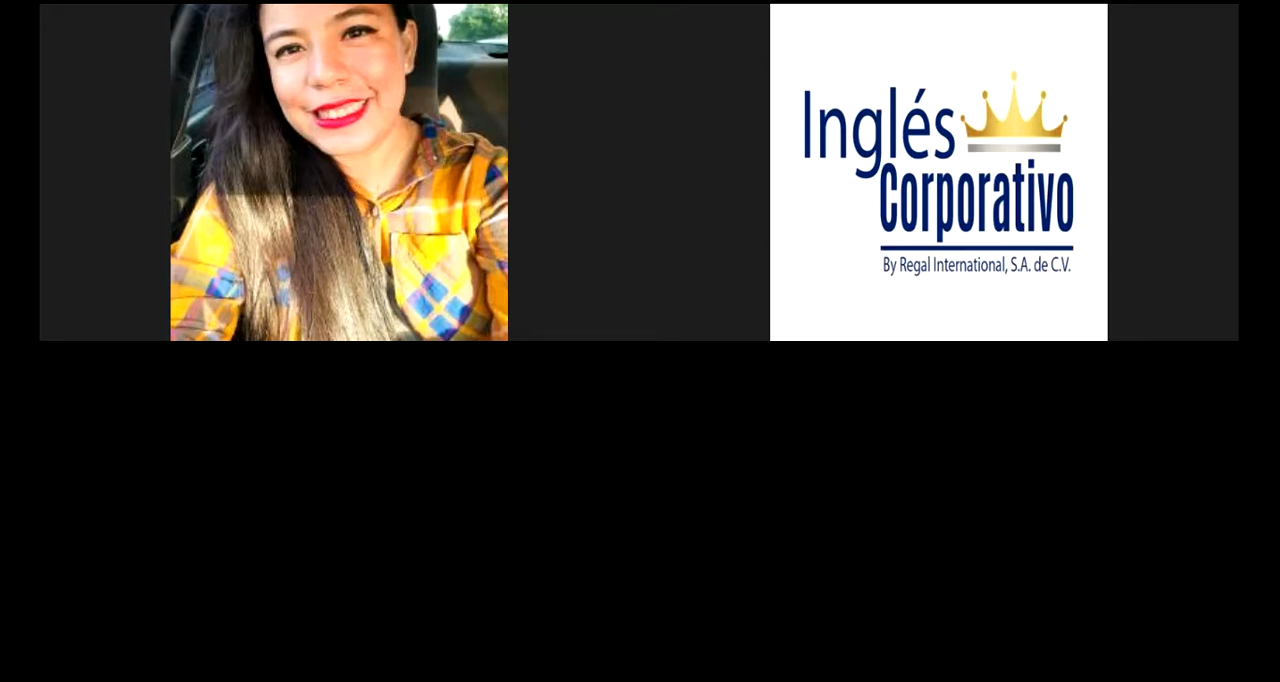 Inglés
Corporativo
By Regal International, S.A. de C.V.